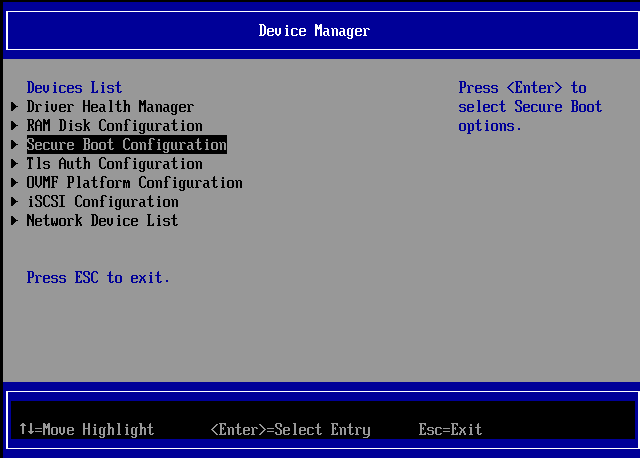 Device Manager
Devices List
Driver Health Manager
RAM Disk Configuration
Secure Boot Configuration
Tls Auth Configuration
OVMF Platform Configuration
iSCSI Configuration
Network Device List
Press ESC to exit.
Press <Enter> to
select Secure Boot
options.
↑↓=Move Highlight <Enter>=Select Entry Esc=Exit